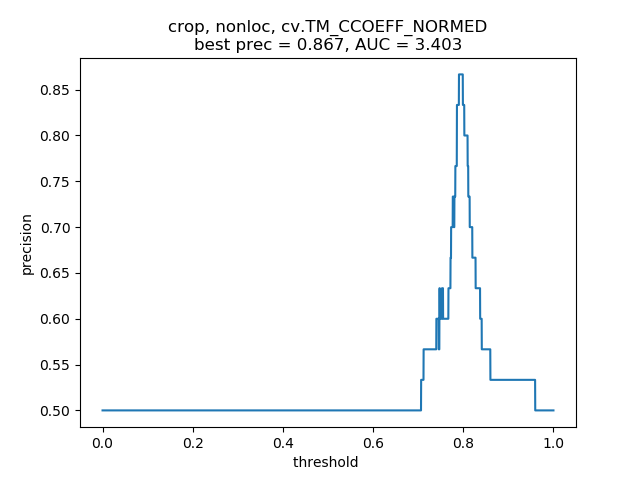 crop, nonloc, cv.TM_CCOEFF_NORMED
best prec = 0.867, AUC = 3.403
0.85
0.80
0.75
0.70
0.65
0.60
0.55
0.50
precision
0.0 0.2 0.4 0.6 0.8 1.0
threshold